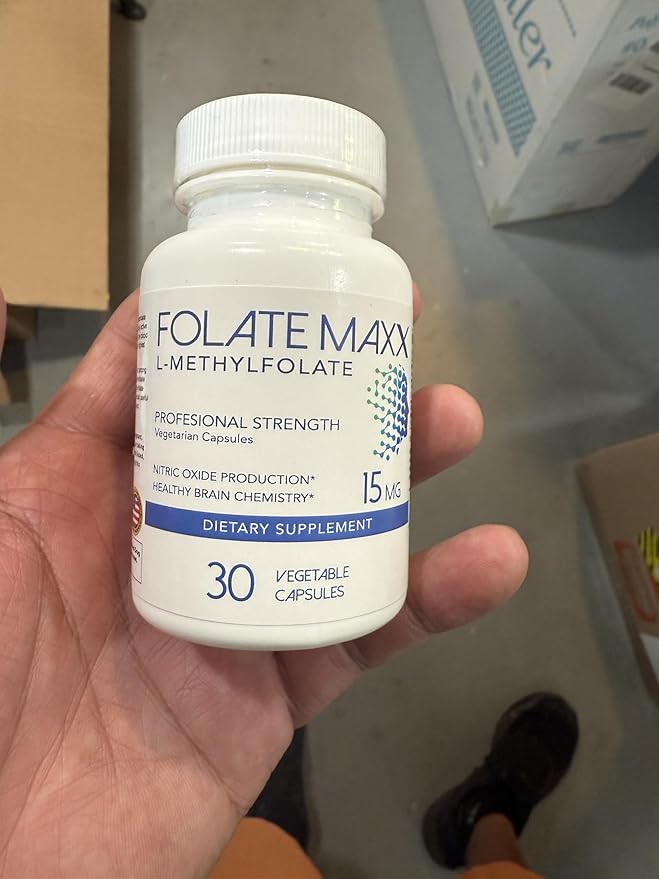 FOLATE MAXX
L-METHYLFOLATE
PROFESIONAL STRENGTH
Vegetarian Capsules
NITRIC OXIDE PRODUCTION*
HEALTHY BRAIN CHEMISTRY*
15 MG
DIETARY SUPPLEMENT
30 VEGETABLE
CAPSULES